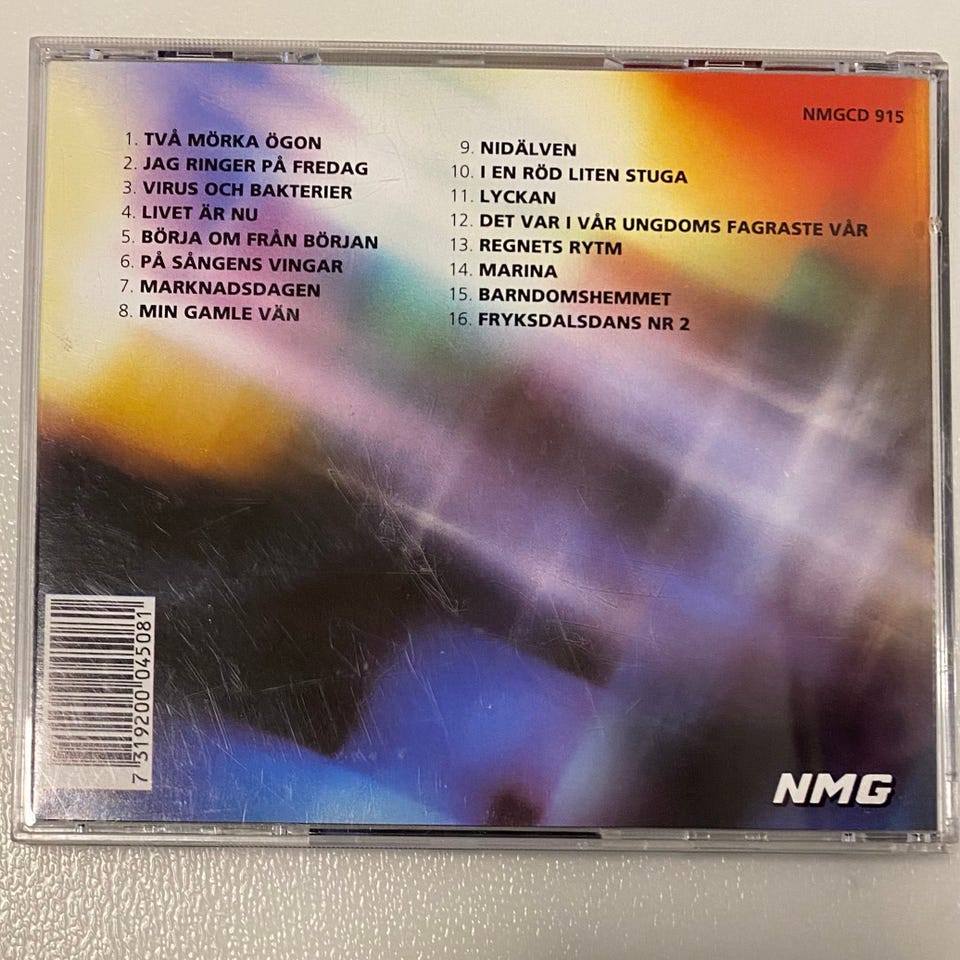 NMGCD 915
1. TVÅ MÖRKA ÖGON
2. JAG RINGER PÅ FREDAG
3. VIRUS OCH BAKTERIER
4. LIVET ÄR NU
5. BÖRJA OM FRÅN BÖRJAN
6. PÅ SÅNGENS VINGAR
7. MARKNADSDAGEN
8. MIN GAMLE VÄN
9. NIDÄLVEN
10. I EN RÖD LITEN STUGA
11. LYCKAN
12. DET VAR I VÅR UNGDOMS FAGRASTE VÅR
13. REGNETS RYTM
14. MARINA
15. BARNDOMSHEMMET
16. FRYKSDALSDANS NR 2
7 319200 045081
NMG